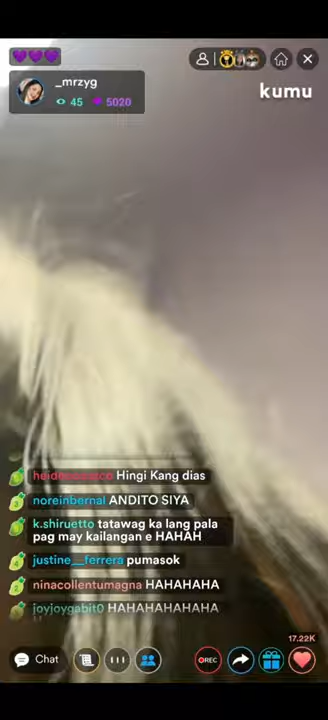 _mrzyg
45 5020
kumu
Hingi Kang dias
noreinbernal ANDITO SIYA
k.shiruetto tatawag ka lang pala
pag may kailangan e HAHAH
justine__ferrera pumasok
ninacollentumagna HAHAHAHA
joyjoygabit0 HAHAHAHAHAHA
17.22K
Chat
REC